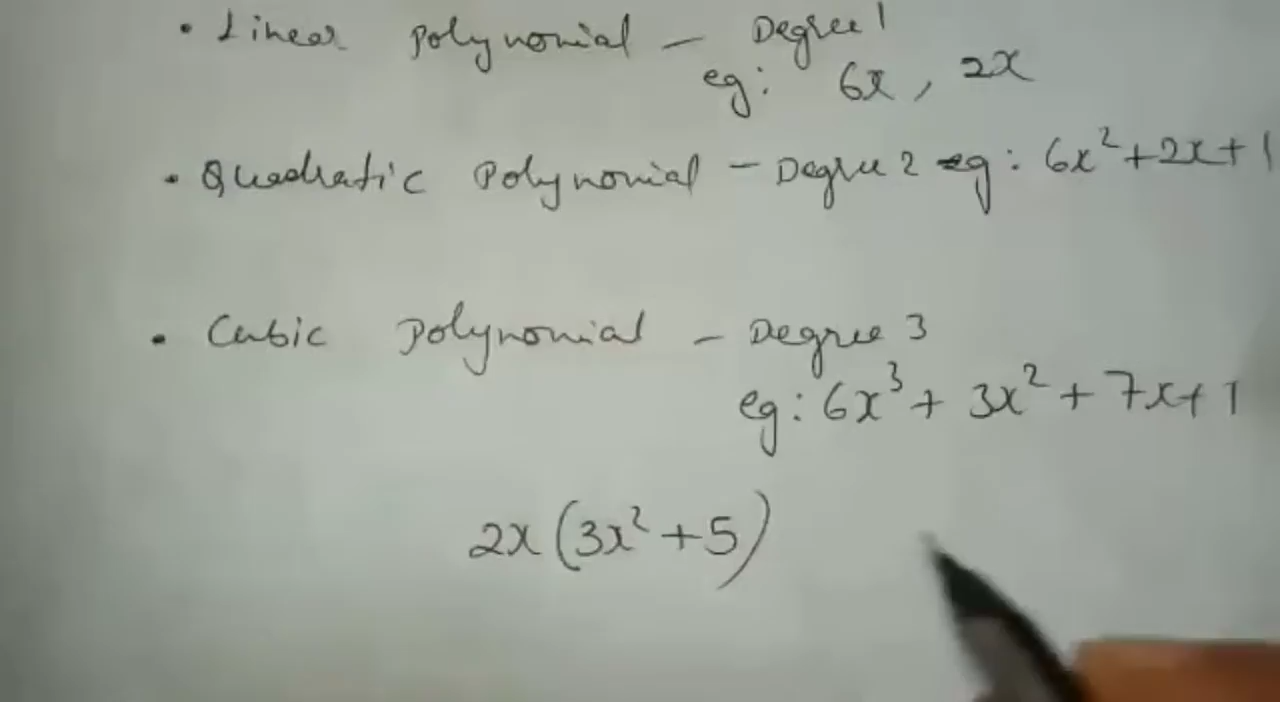 • Linear Polynomial – Degree 1
eg: 6x, 2x
• Quadratic Polynomial – Degree 2 eg: 6x² + 2x + 1
• Cubic Polynomial – Degree 3
eg: 6x³ + 3x² + 7x + 1
2x(3x² + 5)